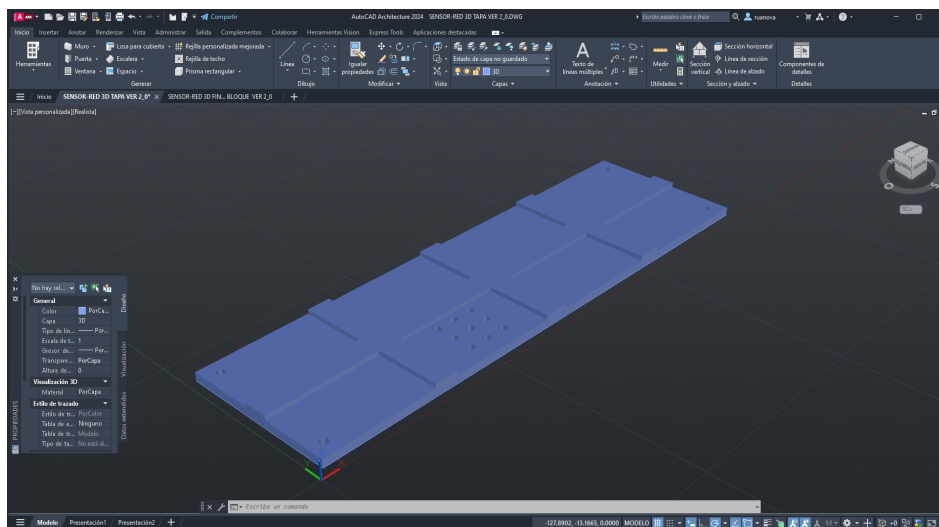 Compartir
AutoCAD Architecture 2024 SENSOR-RED 3D TAPA VER 2_0.DWG
Escriba palabra clave o frase
ruanova
Inicio Insertar Anotar Renderizar Vista Administrar Salida Complementos Colaborar Herramientas Vision Express Tools Aplicaciones destacadas
Herramientas
Muro
Losa para cubierta
Rejilla personalizada mejorada
Puerta
Escalera
Rejilla de techo
Ventana
Espacio
Prisma rectangular
Generar
Línea
Dibujo
Igualar propiedades
Modificar
Vista
Estado de capa no guardado
3D
Capas
Texto de líneas múltiples
Anotación
Medir
Utilidades
Sección vertical
Sección horizontal
Línea de sección
Línea de alzado
Sección y alzado
Componentes de detalles
Detalles
Inicio SENSOR-RED 3D TAPA VER 2_0* SENSOR-RED 3D FIN... BLOQUE VER 2_0
[-][Vista personalizada][Realista]
SCU
No hay sel...
General
Color PorCa...
Capa 3D
Tipo de lín... Por...
Escala de t... 1
Grosor de... Por...
Transpare... PorCapa
Altura de... 0
Visualización 3D
Material PorCapa
Estilo de trazado
Estilo de tr... PorColor
Tabla de e... Ninguno
Tabla de tr... Modelo
Tipo de ta... No está di...
Diseño
Visualización
Datos extendidos
PROPIEDADES
Escriba un comando
Modelo Presentación1 Presentación2
-127.8902, -13.1665, 0.0000 MODELO
1:1